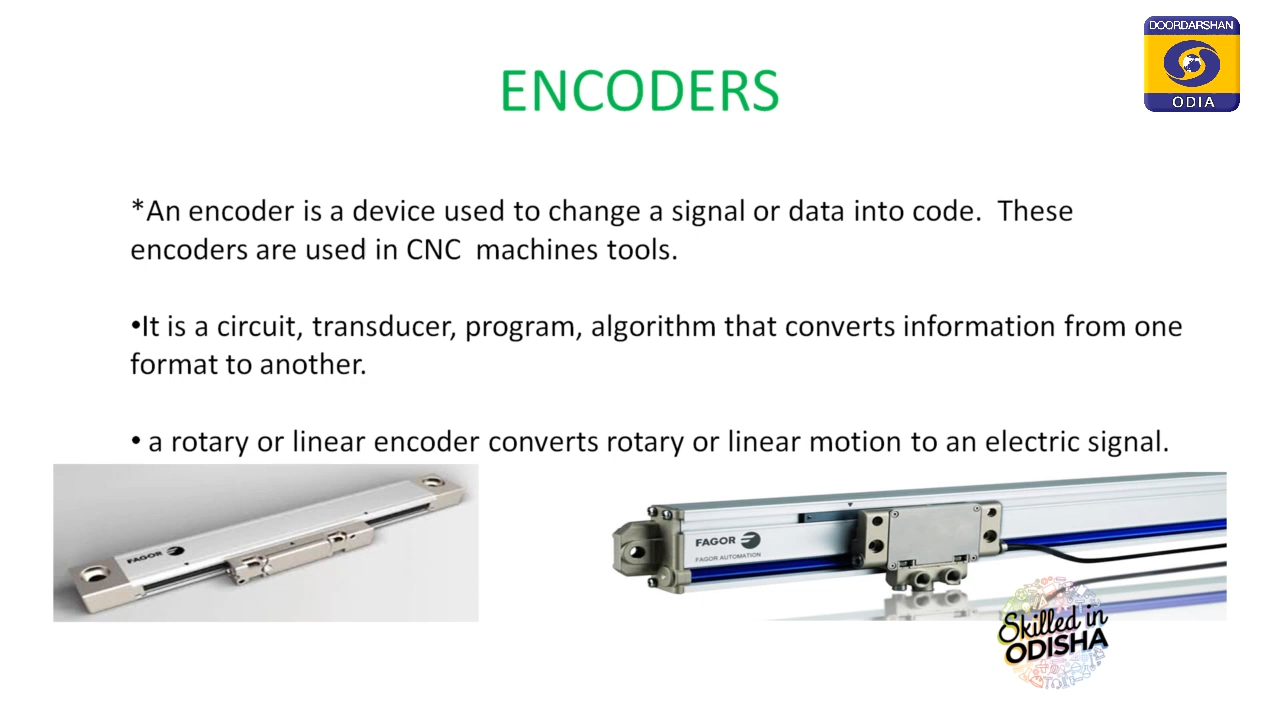 DOORDARSHAN
ODIA
ENCODERS
*An encoder is a device used to change a signal or data into code.  These
encoders are used in CNC  machines tools.
•It is a circuit, transducer, program, algorithm that converts information from one
format to another.
• a rotary or linear encoder converts rotary or linear motion to an electric signal.
FAGOR
FAGOR
FAGOR AUTOMATION
Skilled in
ODISHA